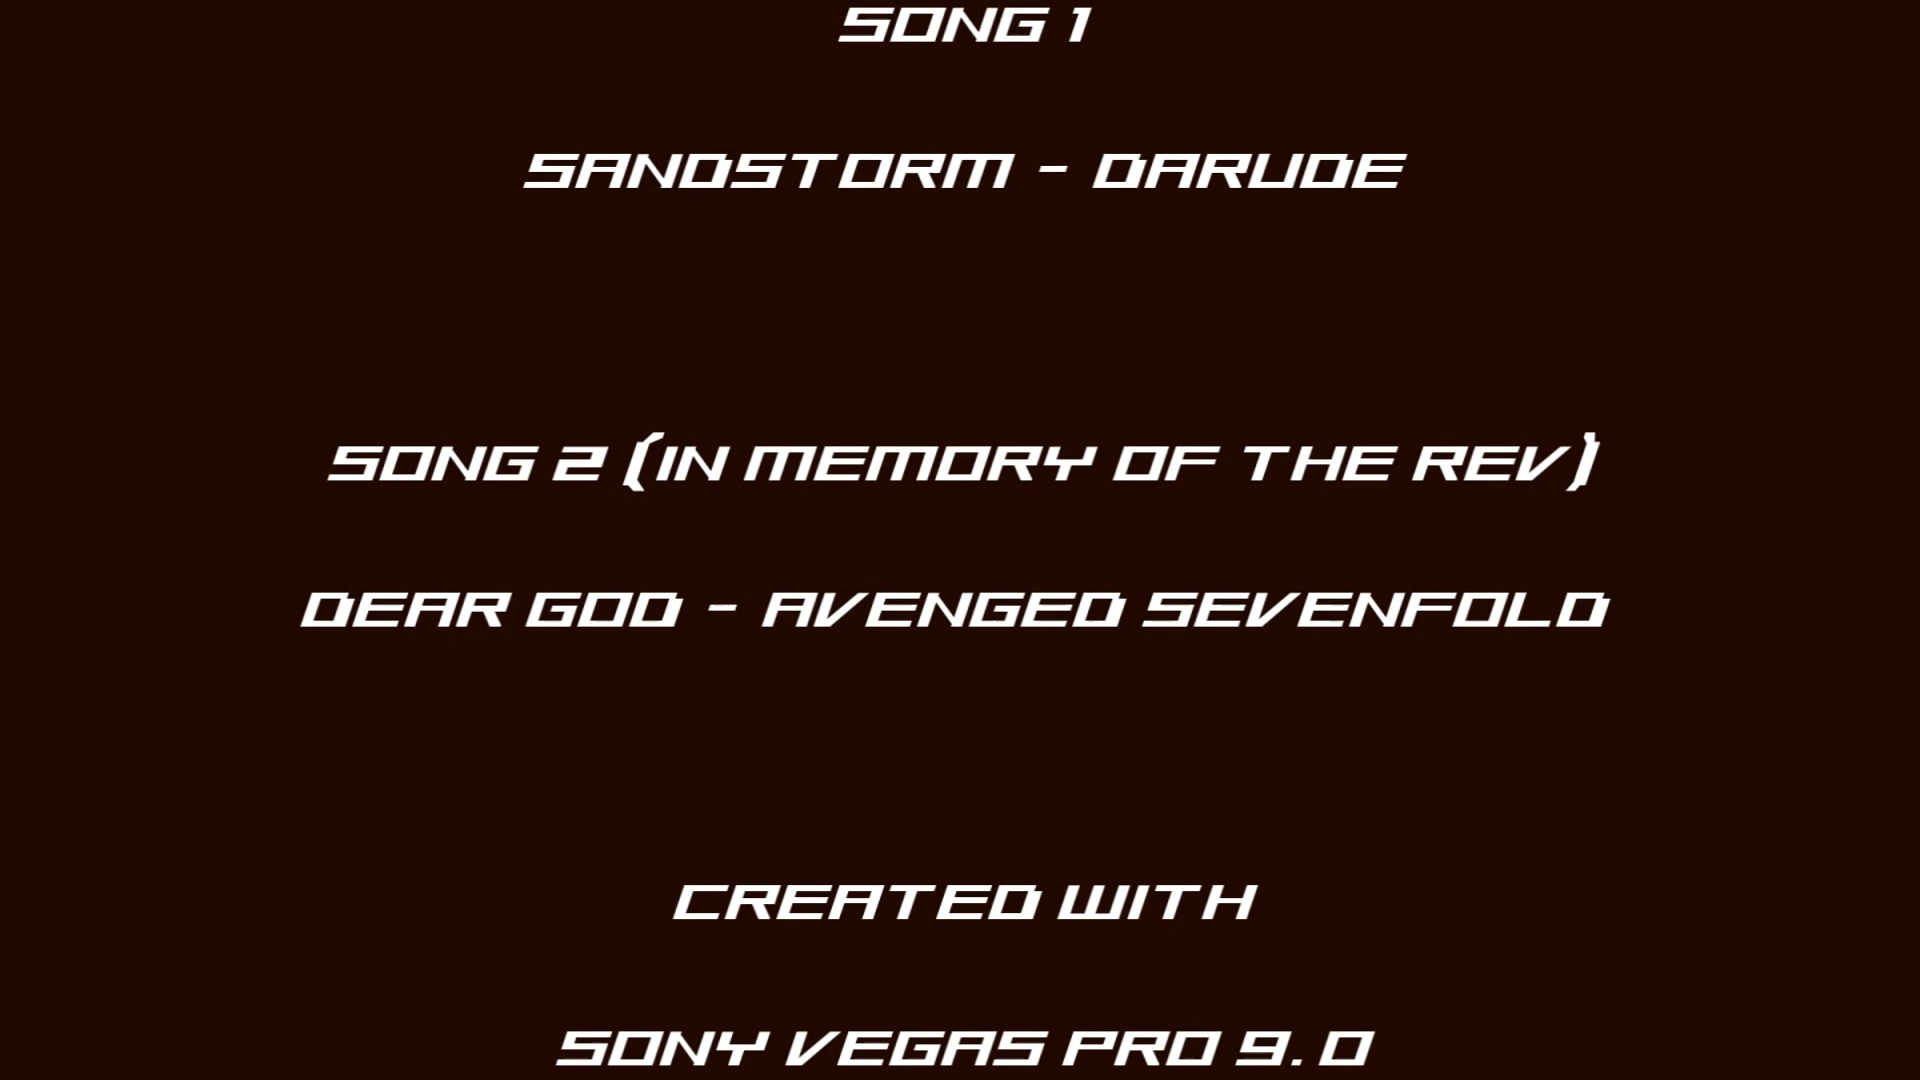 SONG 1
SANDSTORM - DARUDE
SONG 2 (IN MEMORY OF THE REV)
DEAR GOD - AVENGED SEVENFOLD
CREATED WITH
SONY VEGAS PRO 9.0